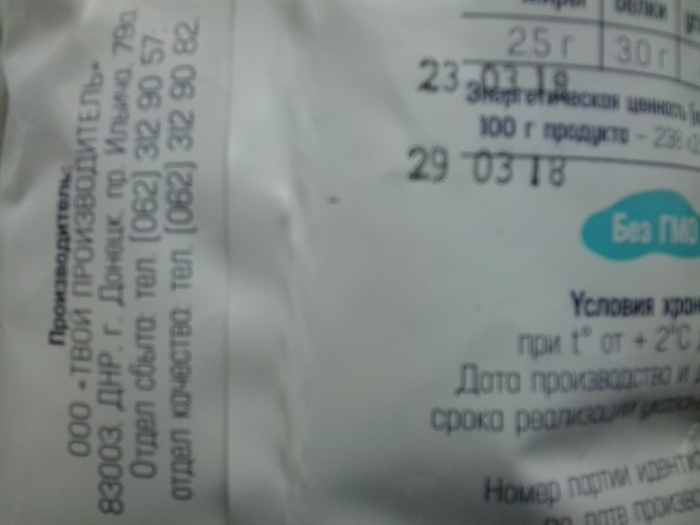 Производитель:
ООО «ТВОЙ ПРОИЗВОДИТЕЛЬ»
83003, ДНР, г. Донецк, пр. Ильича, 79а.
Отдел сбыта: тел. (062) 312 90 57;
отдел качества: тел. (062) 312 90 82.
белки
2.5 г 3.0 г
23 03 18
Энергетическая ценность
100 г продукта –
29 03 18
Без ГМО
Условия
при t° от + 2°C
Дата производства и
срока реализации
Номер партии